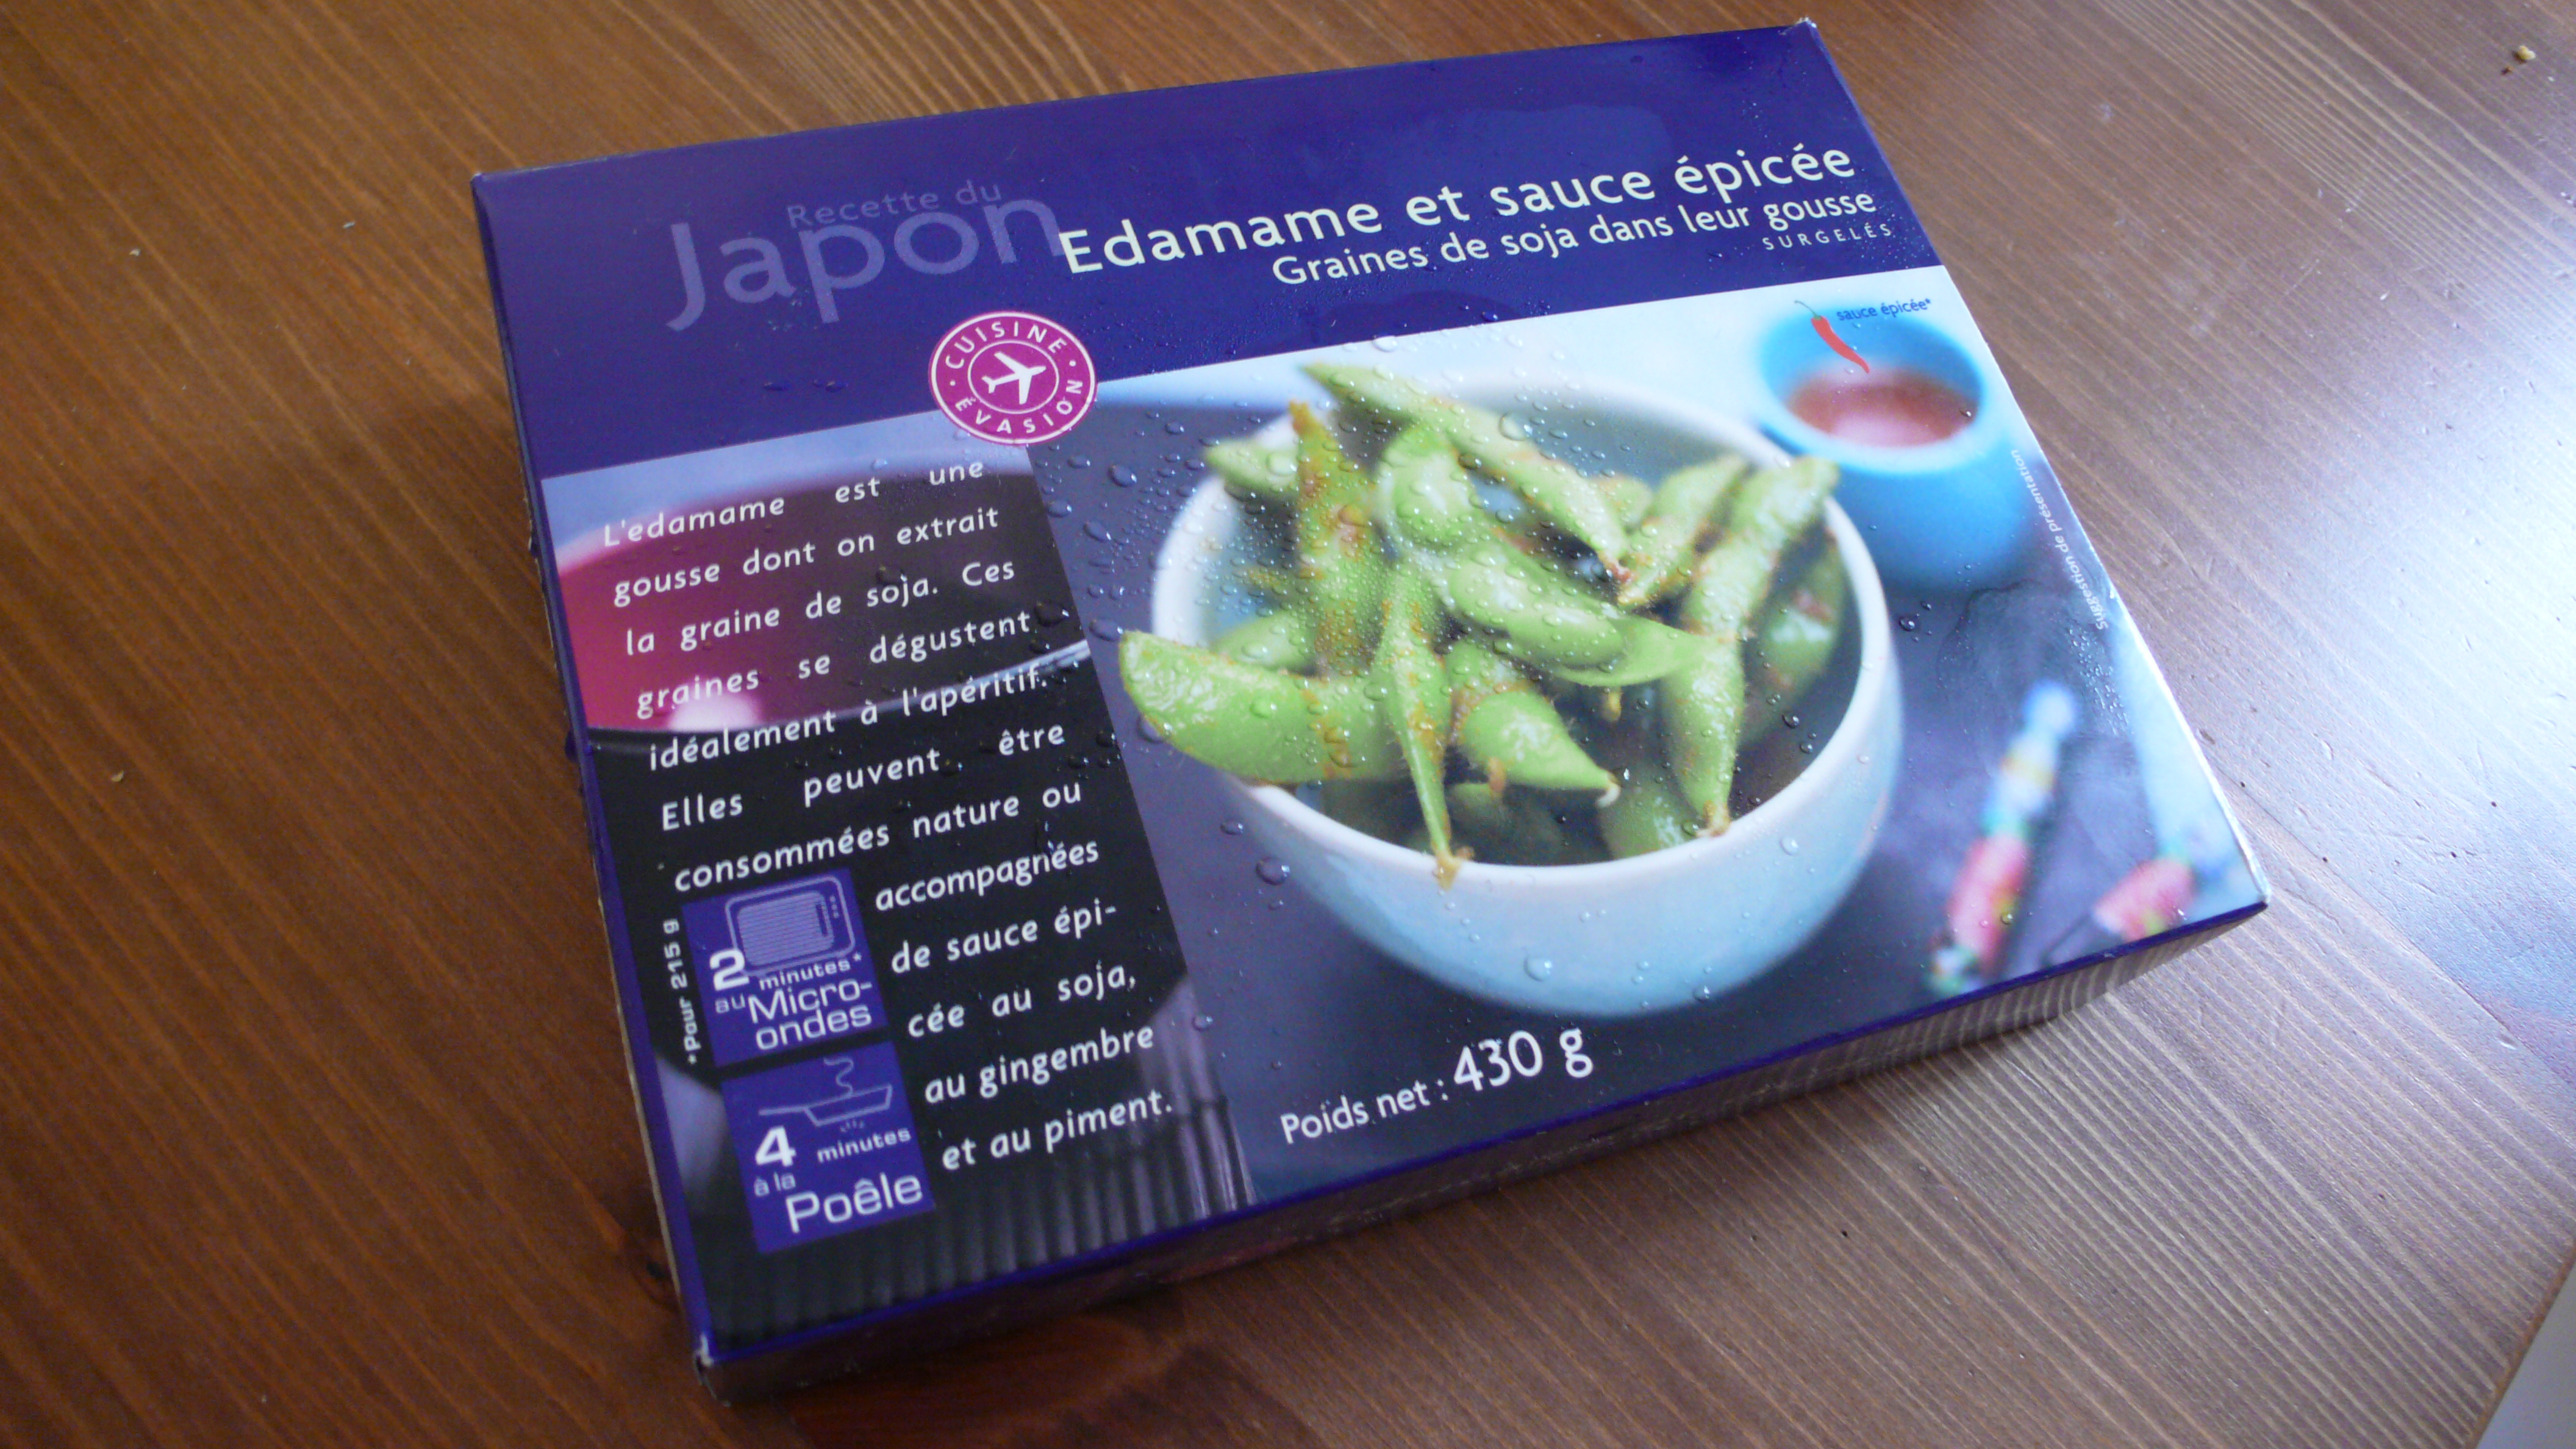 Recette du
Japon
Edamame et sauce épicée
Graines de soja dans leur gousse
SURGELÉS
CUISINE
ÉVASION
sauce épicée*
Suggestion de présentation
L'edamame est une
gousse dont on extrait
la graine de soja. Ces
graines se dégustent
idéalement à l'apéritif.
Elles peuvent être
consommées nature ou
accompagnées
de sauce épi-
cée au soja,
au gingembre
et au piment.
*Pour 215 g
2 minutes*
au Micro-
ondes
4 minutes
à la
Poêle
Poids net : 430 g